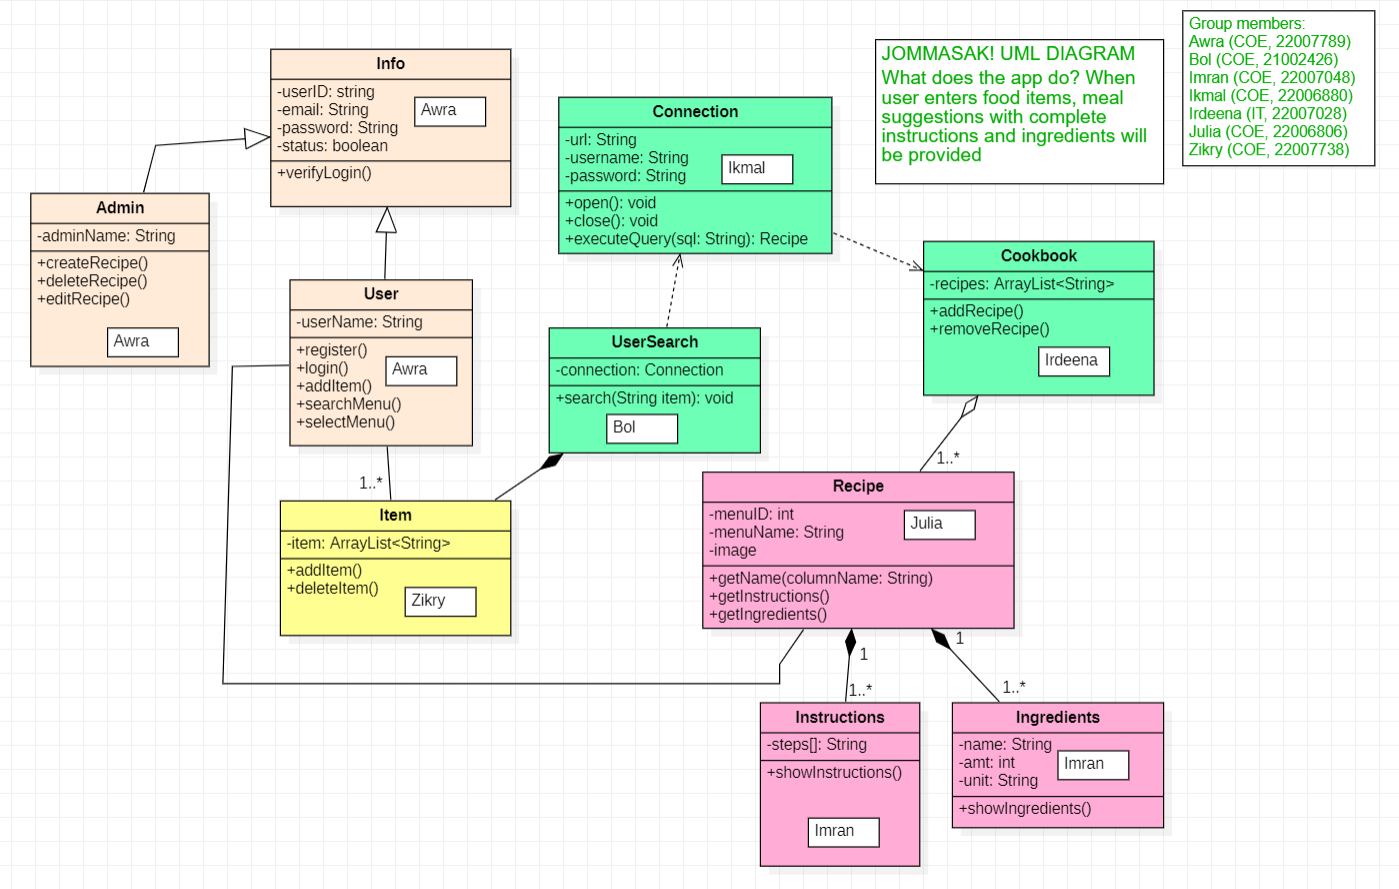 Group members:
Awra (COE, 22007789)
Bol (COE, 21002426)
Imran (COE, 22007048)
Ikmal (COE, 22006880)
Irdeena (IT, 22007028)
Julia (COE, 22006806)
Zikry (COE, 22007738)
JOMMASAK! UML DIAGRAM
What does the app do? When
user enters food items, meal
suggestions with complete
instructions and ingredients will
be provided
Info
-userID: string
-email: String
-password: String
-status: boolean
Awra
+verifyLogin()
Connection
-url: String
-username: String
-password: String
Ikmal
+open(): void
+close(): void
+executeQuery(sql: String): Recipe
Admin
-adminName: String
+createRecipe()
+deleteRecipe()
+editRecipe()
Awra
Cookbook
-recipes: ArrayList<String>
+addRecipe()
+removeRecipe()
Irdeena
User
-userName: String
+register()
+login()
+addItem()
+searchMenu()
+selectMenu()
Awra
UserSearch
-connection: Connection
+search(String item): void
Bol
1..*
1..*
Item
-item: ArrayList<String>
+addItem()
+deleteItem()
Zikry
Recipe
-menuID: int
-menuName: String
-image
Julia
+getName(columnName: String)
+getInstructions()
+getIngredients()
1
1
1..*
1..*
Instructions
-steps[]: String
+showInstructions()
Imran
Ingredients
-name: String
-amt: int
-unit: String
Imran
+showIngredients()